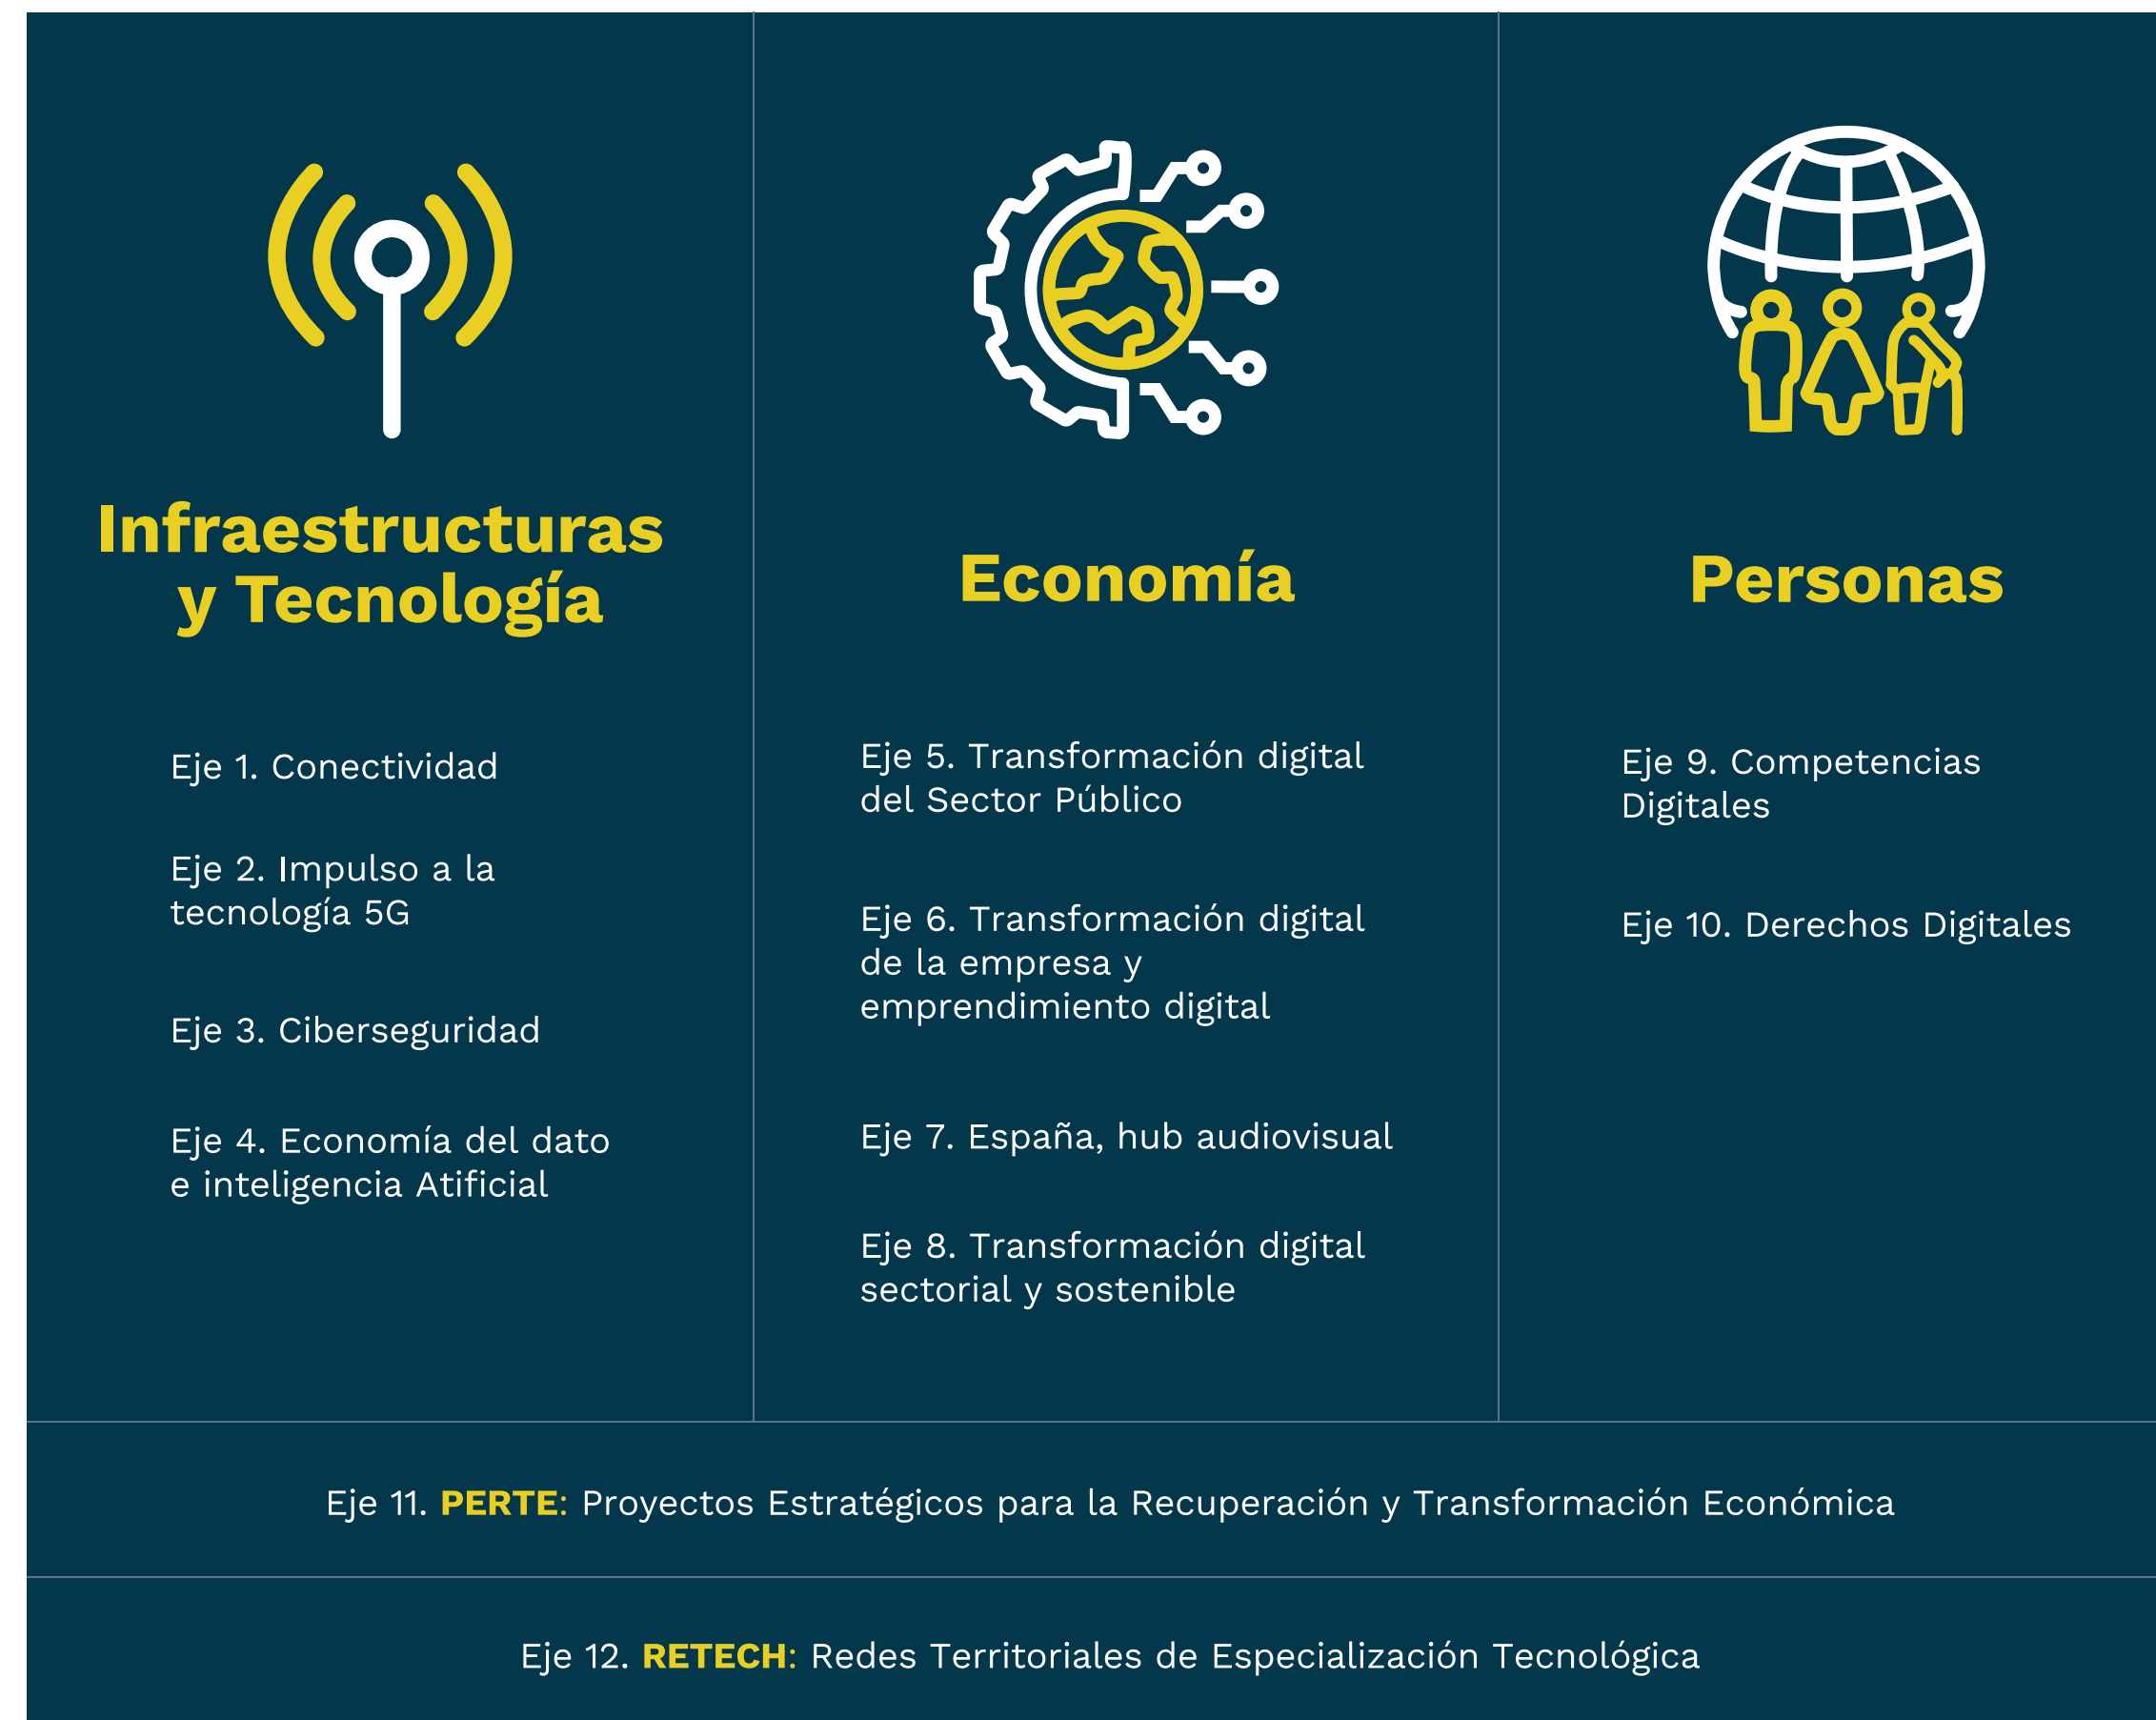 Infraestructuras
y Tecnología
Eje 1. Conectividad
Eje 2. Impulso a la
tecnología 5G
Eje 3. Ciberseguridad
Eje 4. Economía del dato
e inteligencia Atificial
Economía
Eje 5. Transformación digital
del Sector Público
Eje 6. Transformación digital
de la empresa y
emprendimiento digital
Eje 7. España, hub audiovisual
Eje 8. Transformación digital
sectorial y sostenible
Personas
Eje 9. Competencias
Digitales
Eje 10. Derechos Digitales
Eje 11. PERTE: Proyectos Estratégicos para la Recuperación y Transformación Económica
Eje 12. RETECH: Redes Territoriales de Especialización Tecnológica